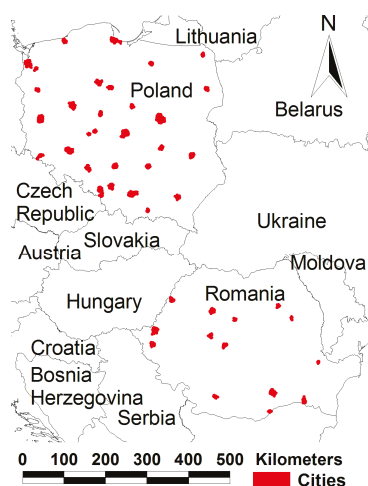 N
Lithuania
Poland
Belarus
Czech
Republic
Ukraine
Slovakia
Austria
Moldova
Hungary
Romania
Croatia
Bosnia
Herzegovina
Serbia
0 100 200 300 400 500 Kilometers
Cities